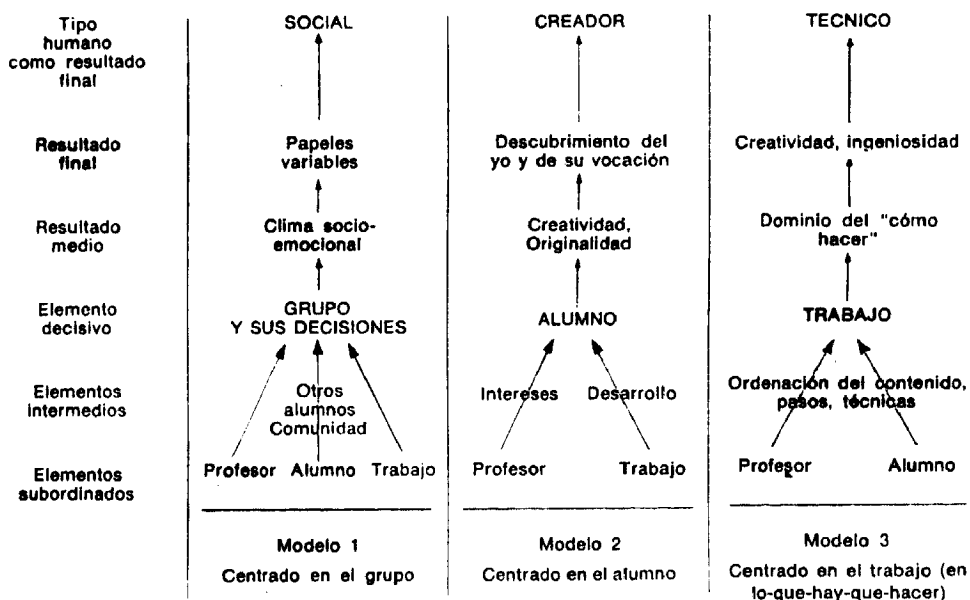 Tipo
humano
como resultado
final
SOCIAL
CREADOR
TECNICO
Resultado
final
Papeles
variables
Descubrimiento del
yo y de su vocación
Creatividad, ingeniosidad
Resultado
medio
Clima socio-
emocional
Creatividad,
Originalidad
Dominio del "cómo
hacer"
Elemento
decisivo
GRUPO
Y SUS DECISIONES
ALUMNO
TRABAJO
Elementos
intermedios
Otros
alumnos
Comunidad
Intereses
Desarrollo
Ordenación del contenido,
pasos, técnicas
Elementos
subordinados
Profesor
Alumno
Trabajo
Profesor
Trabajo
Profesor
Alumno
Modelo 1
Centrado en el grupo
Modelo 2
Centrado en el alumno
Modelo 3
Centrado en el trabajo (en
lo-que-hay-que-hacer)